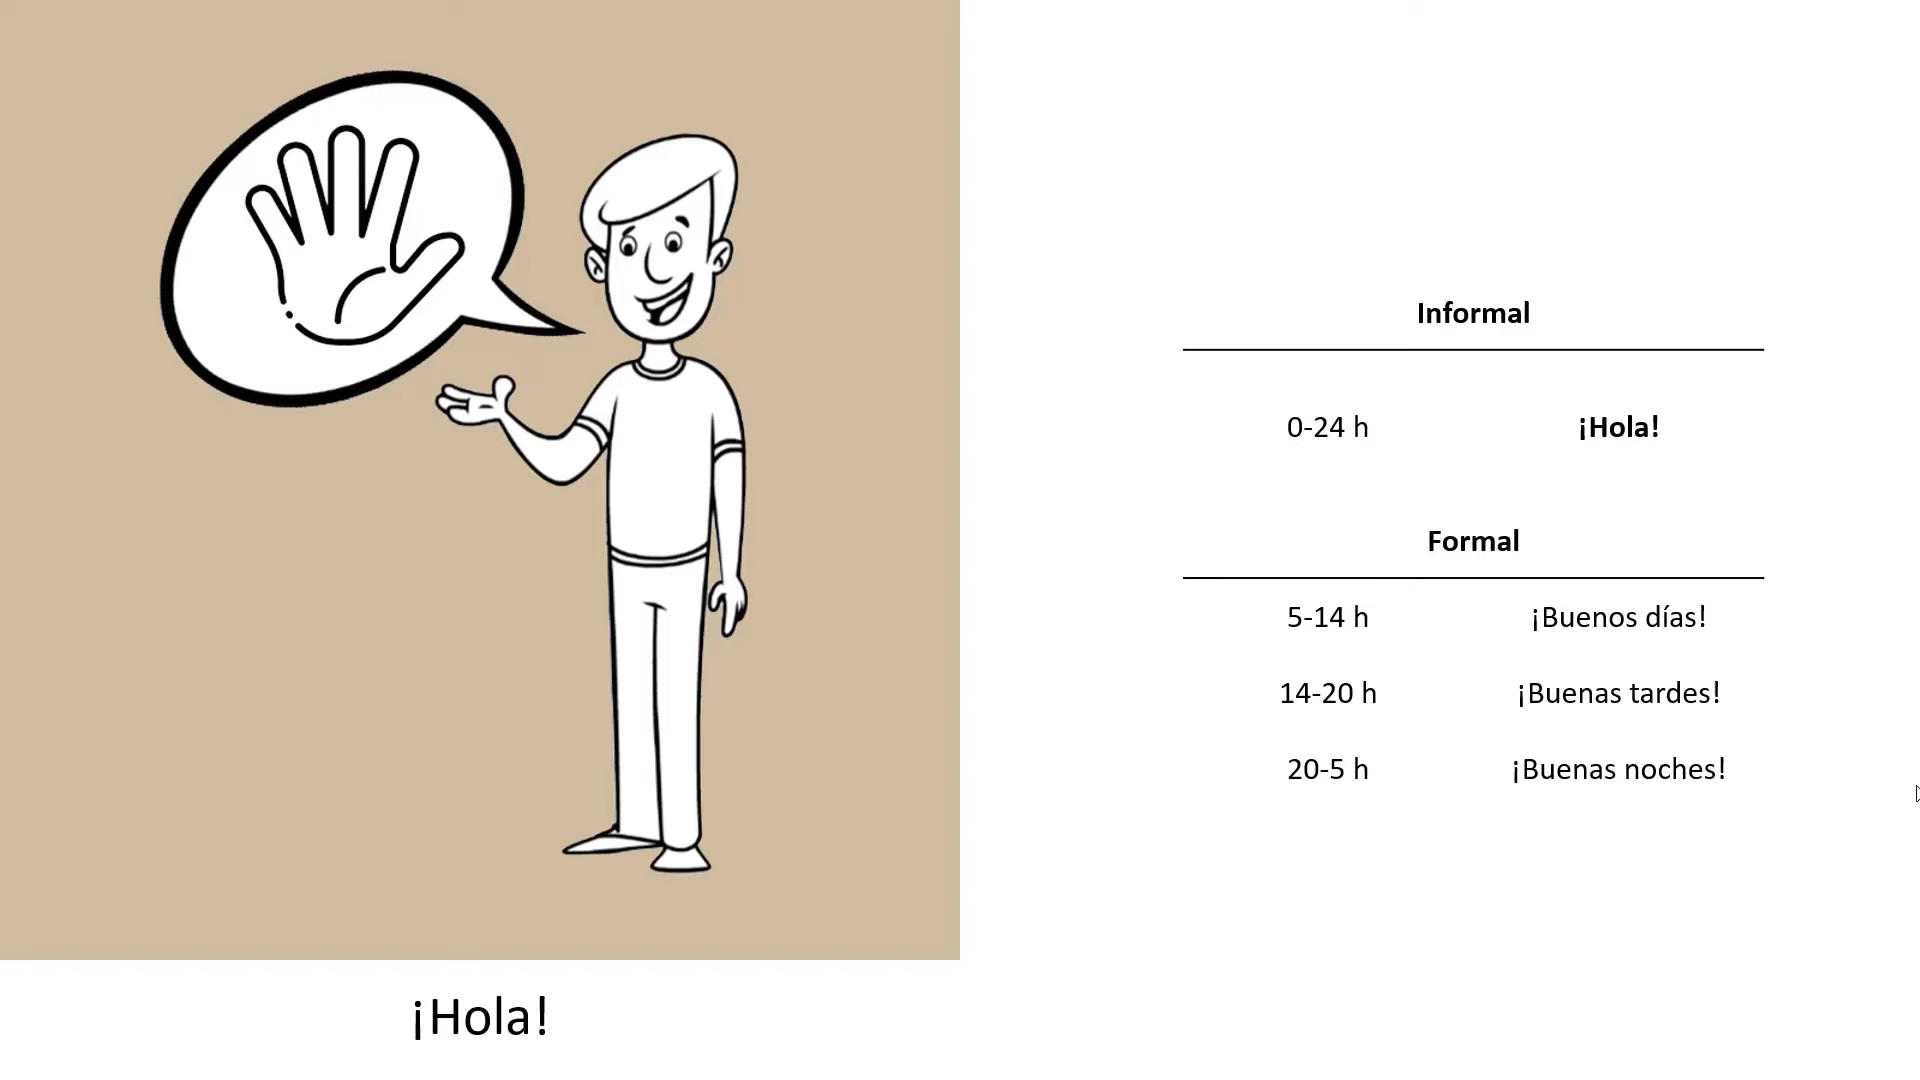 ¡Hola!
Informal
0-24 h ¡Hola!
Formal
5-14 h ¡Buenos días!
14-20 h ¡Buenas tardes!
20-5 h ¡Buenas noches!